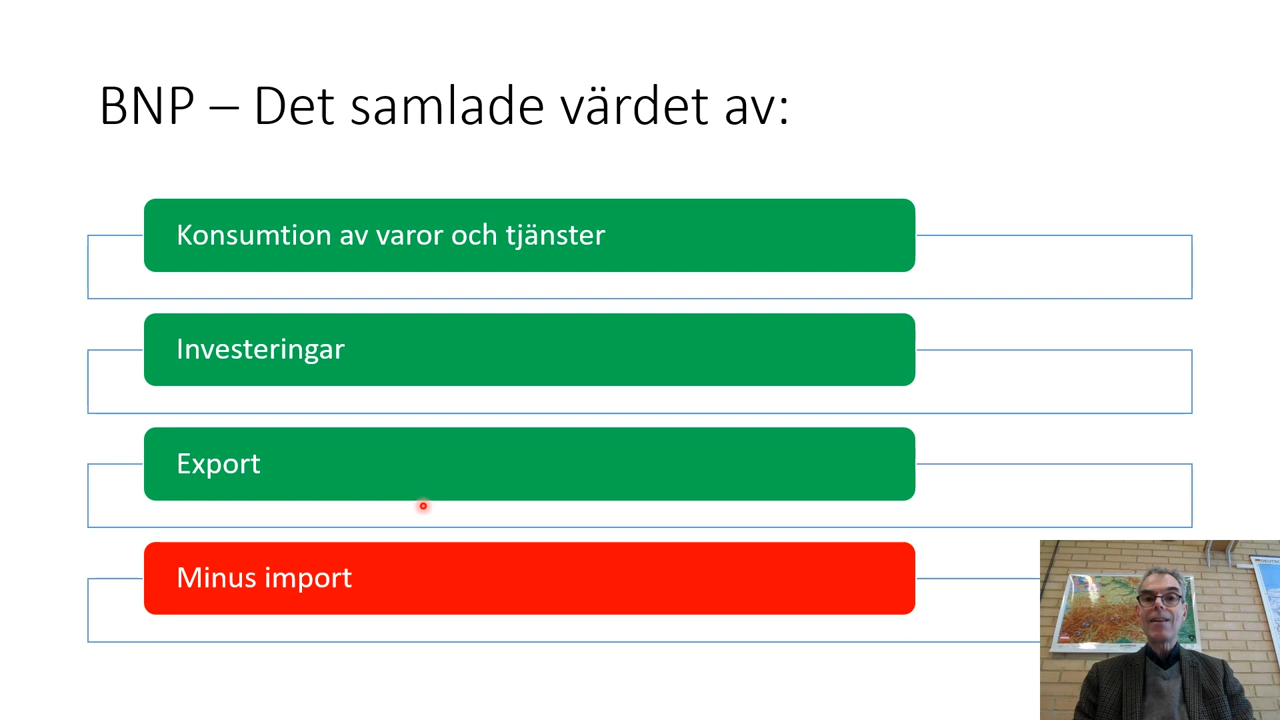 BNP – Det samlade värdet av:
Konsumtion av varor och tjänster
Investeringar
Export
Minus import